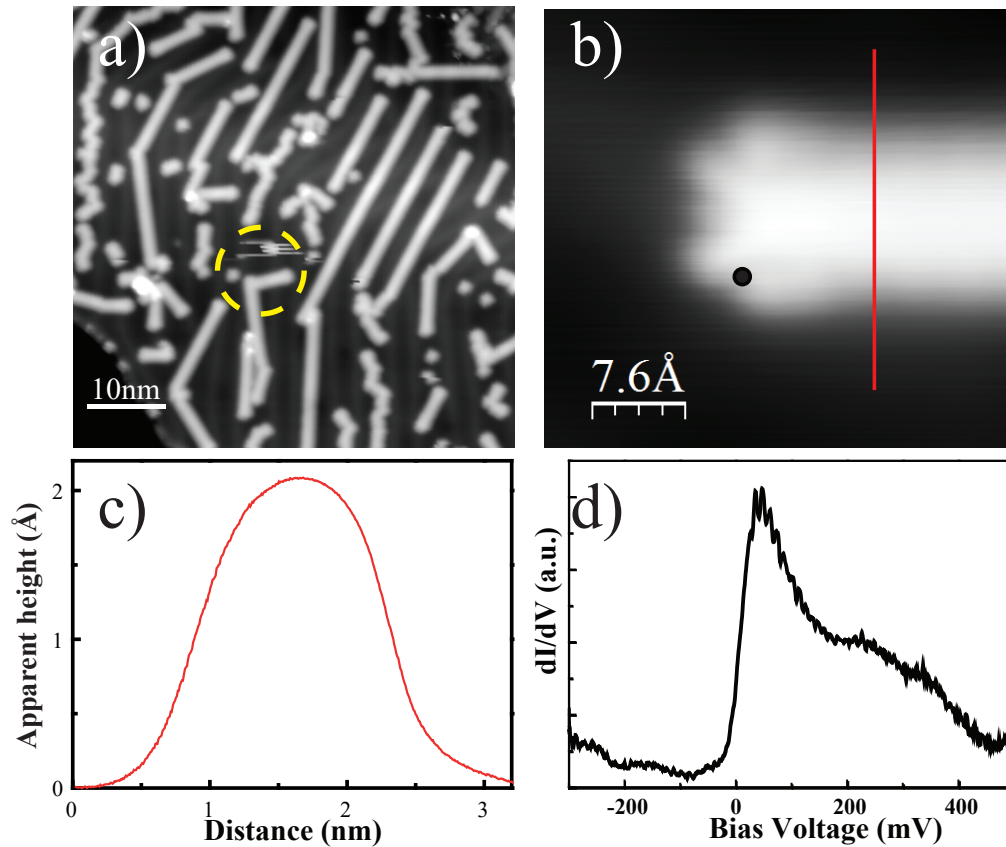 a)
10nm
b)
7.6Å
c)
2
1
0
Apparent height (Å)
0 1 2 3
Distance (nm)
d)
dI/dV (a.u.)
-200 0 200 400
Bias Voltage (mV)